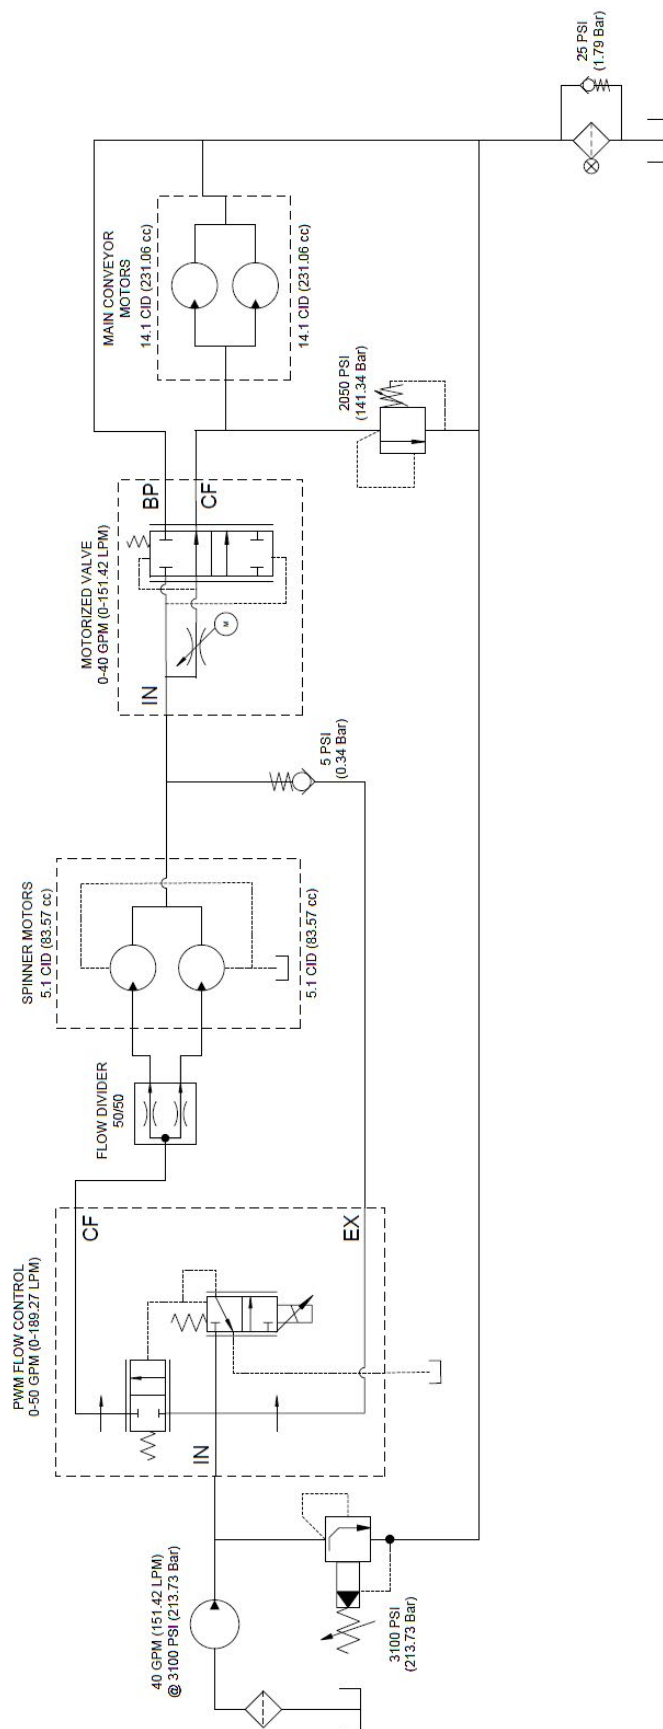 40 GPM (151.42 LPM)
@ 3100 PSI (213.73 Bar)
3100 PSI
(213.73 Bar)
PWM FLOW CONTROL
0-50 GPM (0-189.27 LPM)
IN
CF
EX
FLOW DIVIDER
50/50
SPINNER MOTORS
5.1 CID (83.57 cc)
5.1 CID (83.57 cc)
5 PSI
(0.34 Bar)
MOTORIZED VALVE
0-40 GPM (0-151.42 LPM)
IN
M
BP
CF
2050 PSI
(141.34 Bar)
MAIN CONVEYOR
MOTORS
14.1 CID (231.06 cc)
14.1 CID (231.06 cc)
25 PSI
(1.79 Bar)